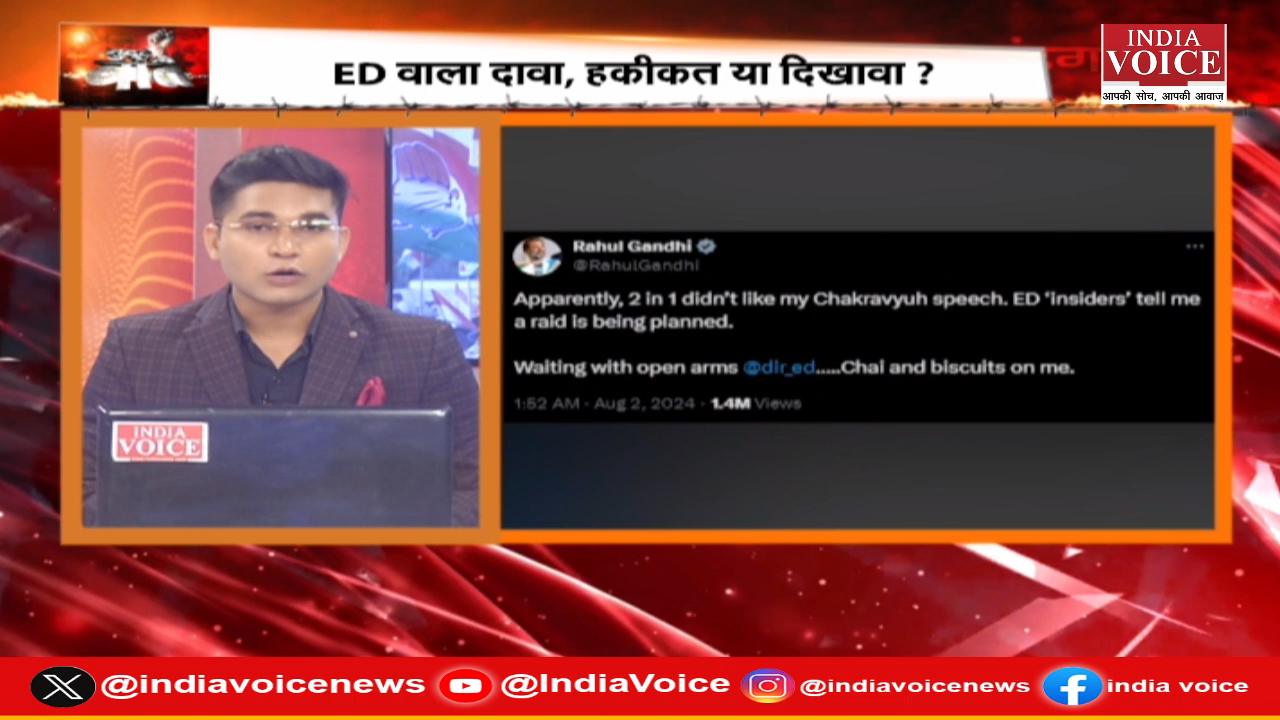 ED वाला दावा, हकीकत या दिखावा ?
INDIA
VOICE
आपकी सोच, आपकी आवाज़
Rahul Gandhi
@RahulGandhi
Apparently, 2 in 1 didn't like my Chakravyuh speech. ED 'insiders' tell me
a raid is being planned.
Waiting with open arms @dir_ed.....Chai and biscuits on me.
1:52 AM · Aug 2, 2024 · 1.4M Views
INDIA
VOICE
@indiavoicenews
@IndiaVoice
@indiavoicenews
india voice